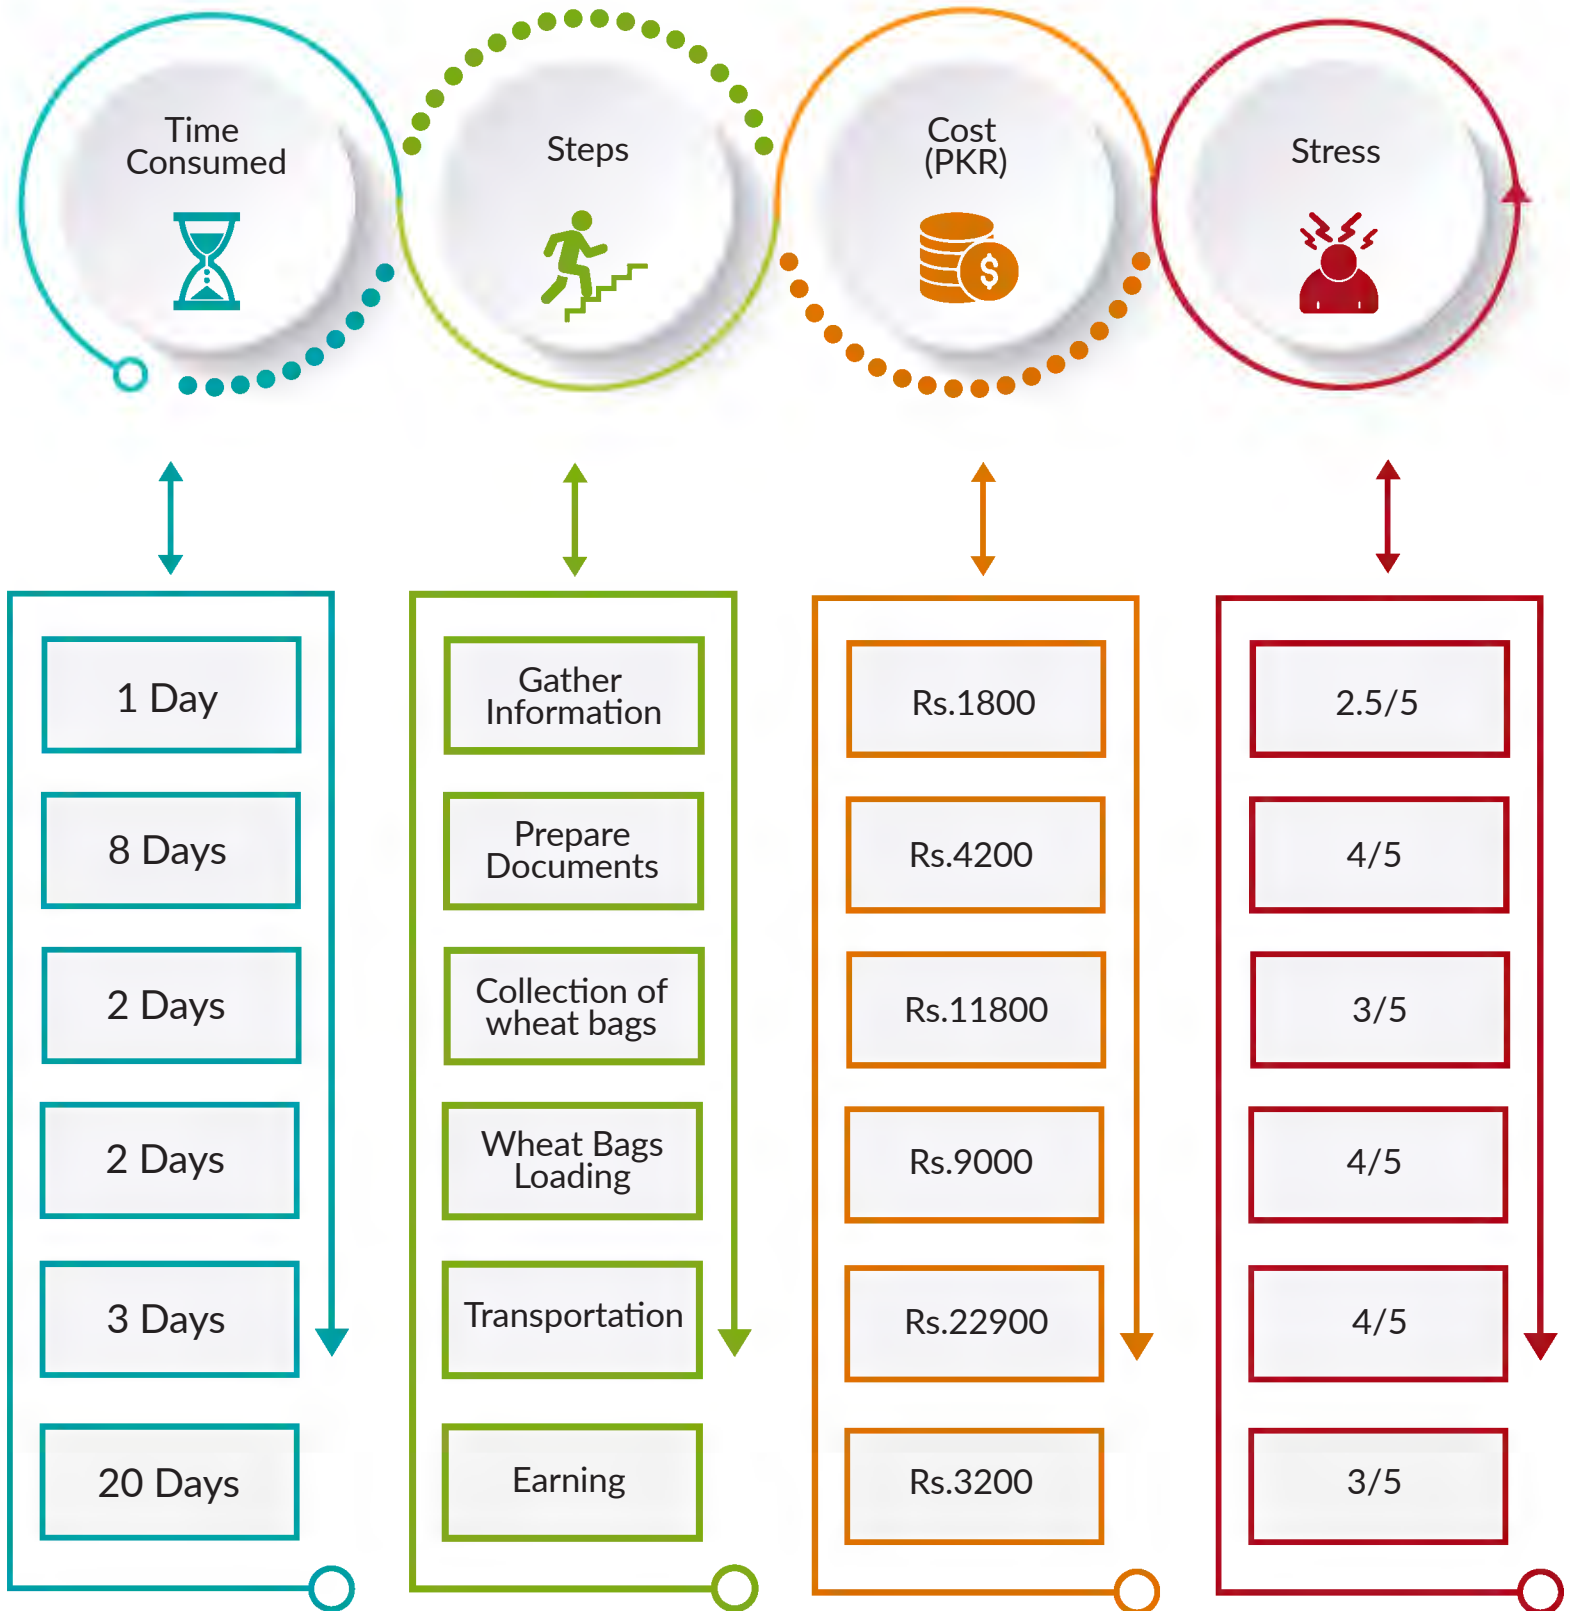 Time
Consumed
Steps
Cost
(PKR)
Stress
$
1 Day
Gather
Information
Rs.1800
2.5/5
8 Days
Prepare
Documents
Rs.4200
4/5
2 Days
Collection of
wheat bags
Rs.11800
3/5
2 Days
Wheat Bags
Loading
Rs.9000
4/5
3 Days
Transportation
Rs.22900
4/5
20 Days
Earning
Rs.3200
3/5